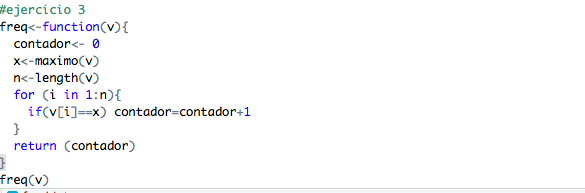 #ejercicio 3
freq<-function(v){
  contador<- 0
  x<-maximo(v)
  n<-length(v)
  for (i in 1:n){
    if(v[i]==x) contador=contador+1
  }
  return (contador)
}
freq(v)